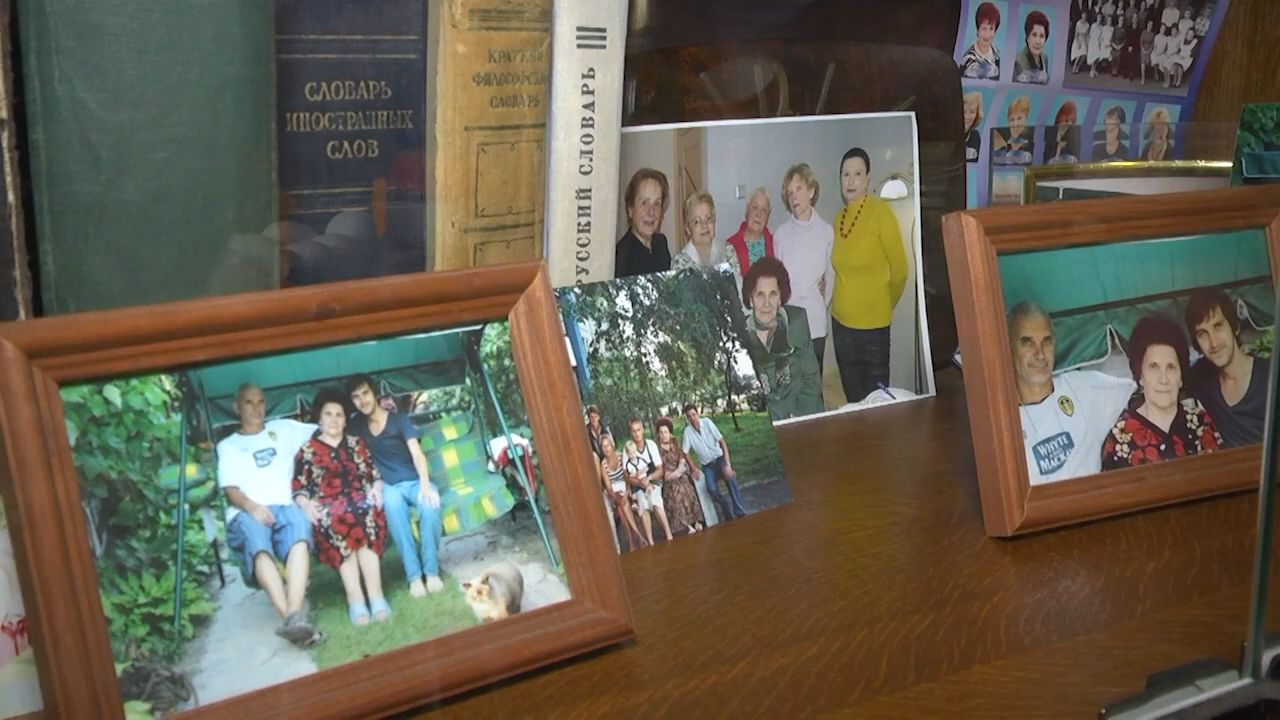 СЛОВАРЬ
ИНОСТРАННЫХ
СЛОВ
КРАТКИЙ
ФИЛОСОФСКИЙ
СЛОВАРЬ
РУССКИЙ СЛОВАРЬ
WHYTE
MACKAY